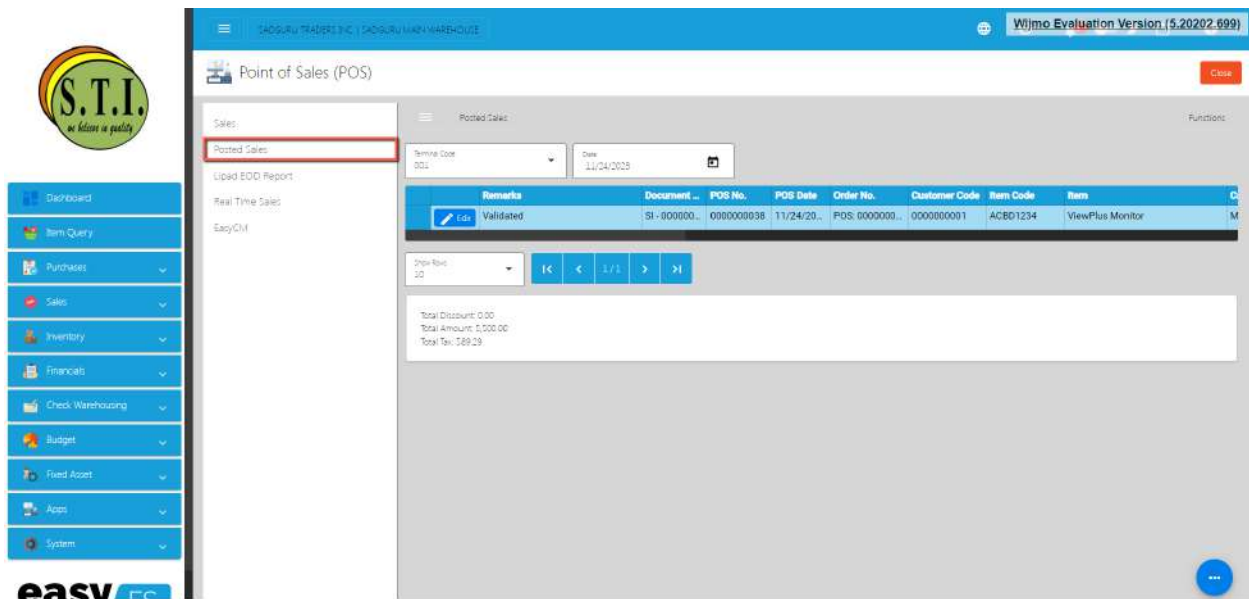 SADGURU TRADERS INC. | SADGURU MAIN WAREHOUSE
Wijmo Evaluation Version (5.20202.699)
S.T.I.
we believe in quality
Point of Sales (POS)
Close
Sales
Posted Sales
Lipad EOD Report
Real Time Sales
EasyCM
Posted Sales
Functions
Terminal Code
001
Date
11/24/2023
Remarks Document ... POS No. POS Date Order No. Customer Code Item Code Item C
Edit Validated SI - 000000... 0000000038 11/24/20... POS: 0000000... 0000000001 ACBD1234 ViewPlus Monitor M
Show Rows
10
1/1
Total Discount: 0.00
Total Amount: 5,500.00
Total Tax: 589.29
Dashboard
Item Query
Purchases
Sales
Inventory
Financials
Check Warehousing
Budget
Fixed Asset
Apps
System
easy FS